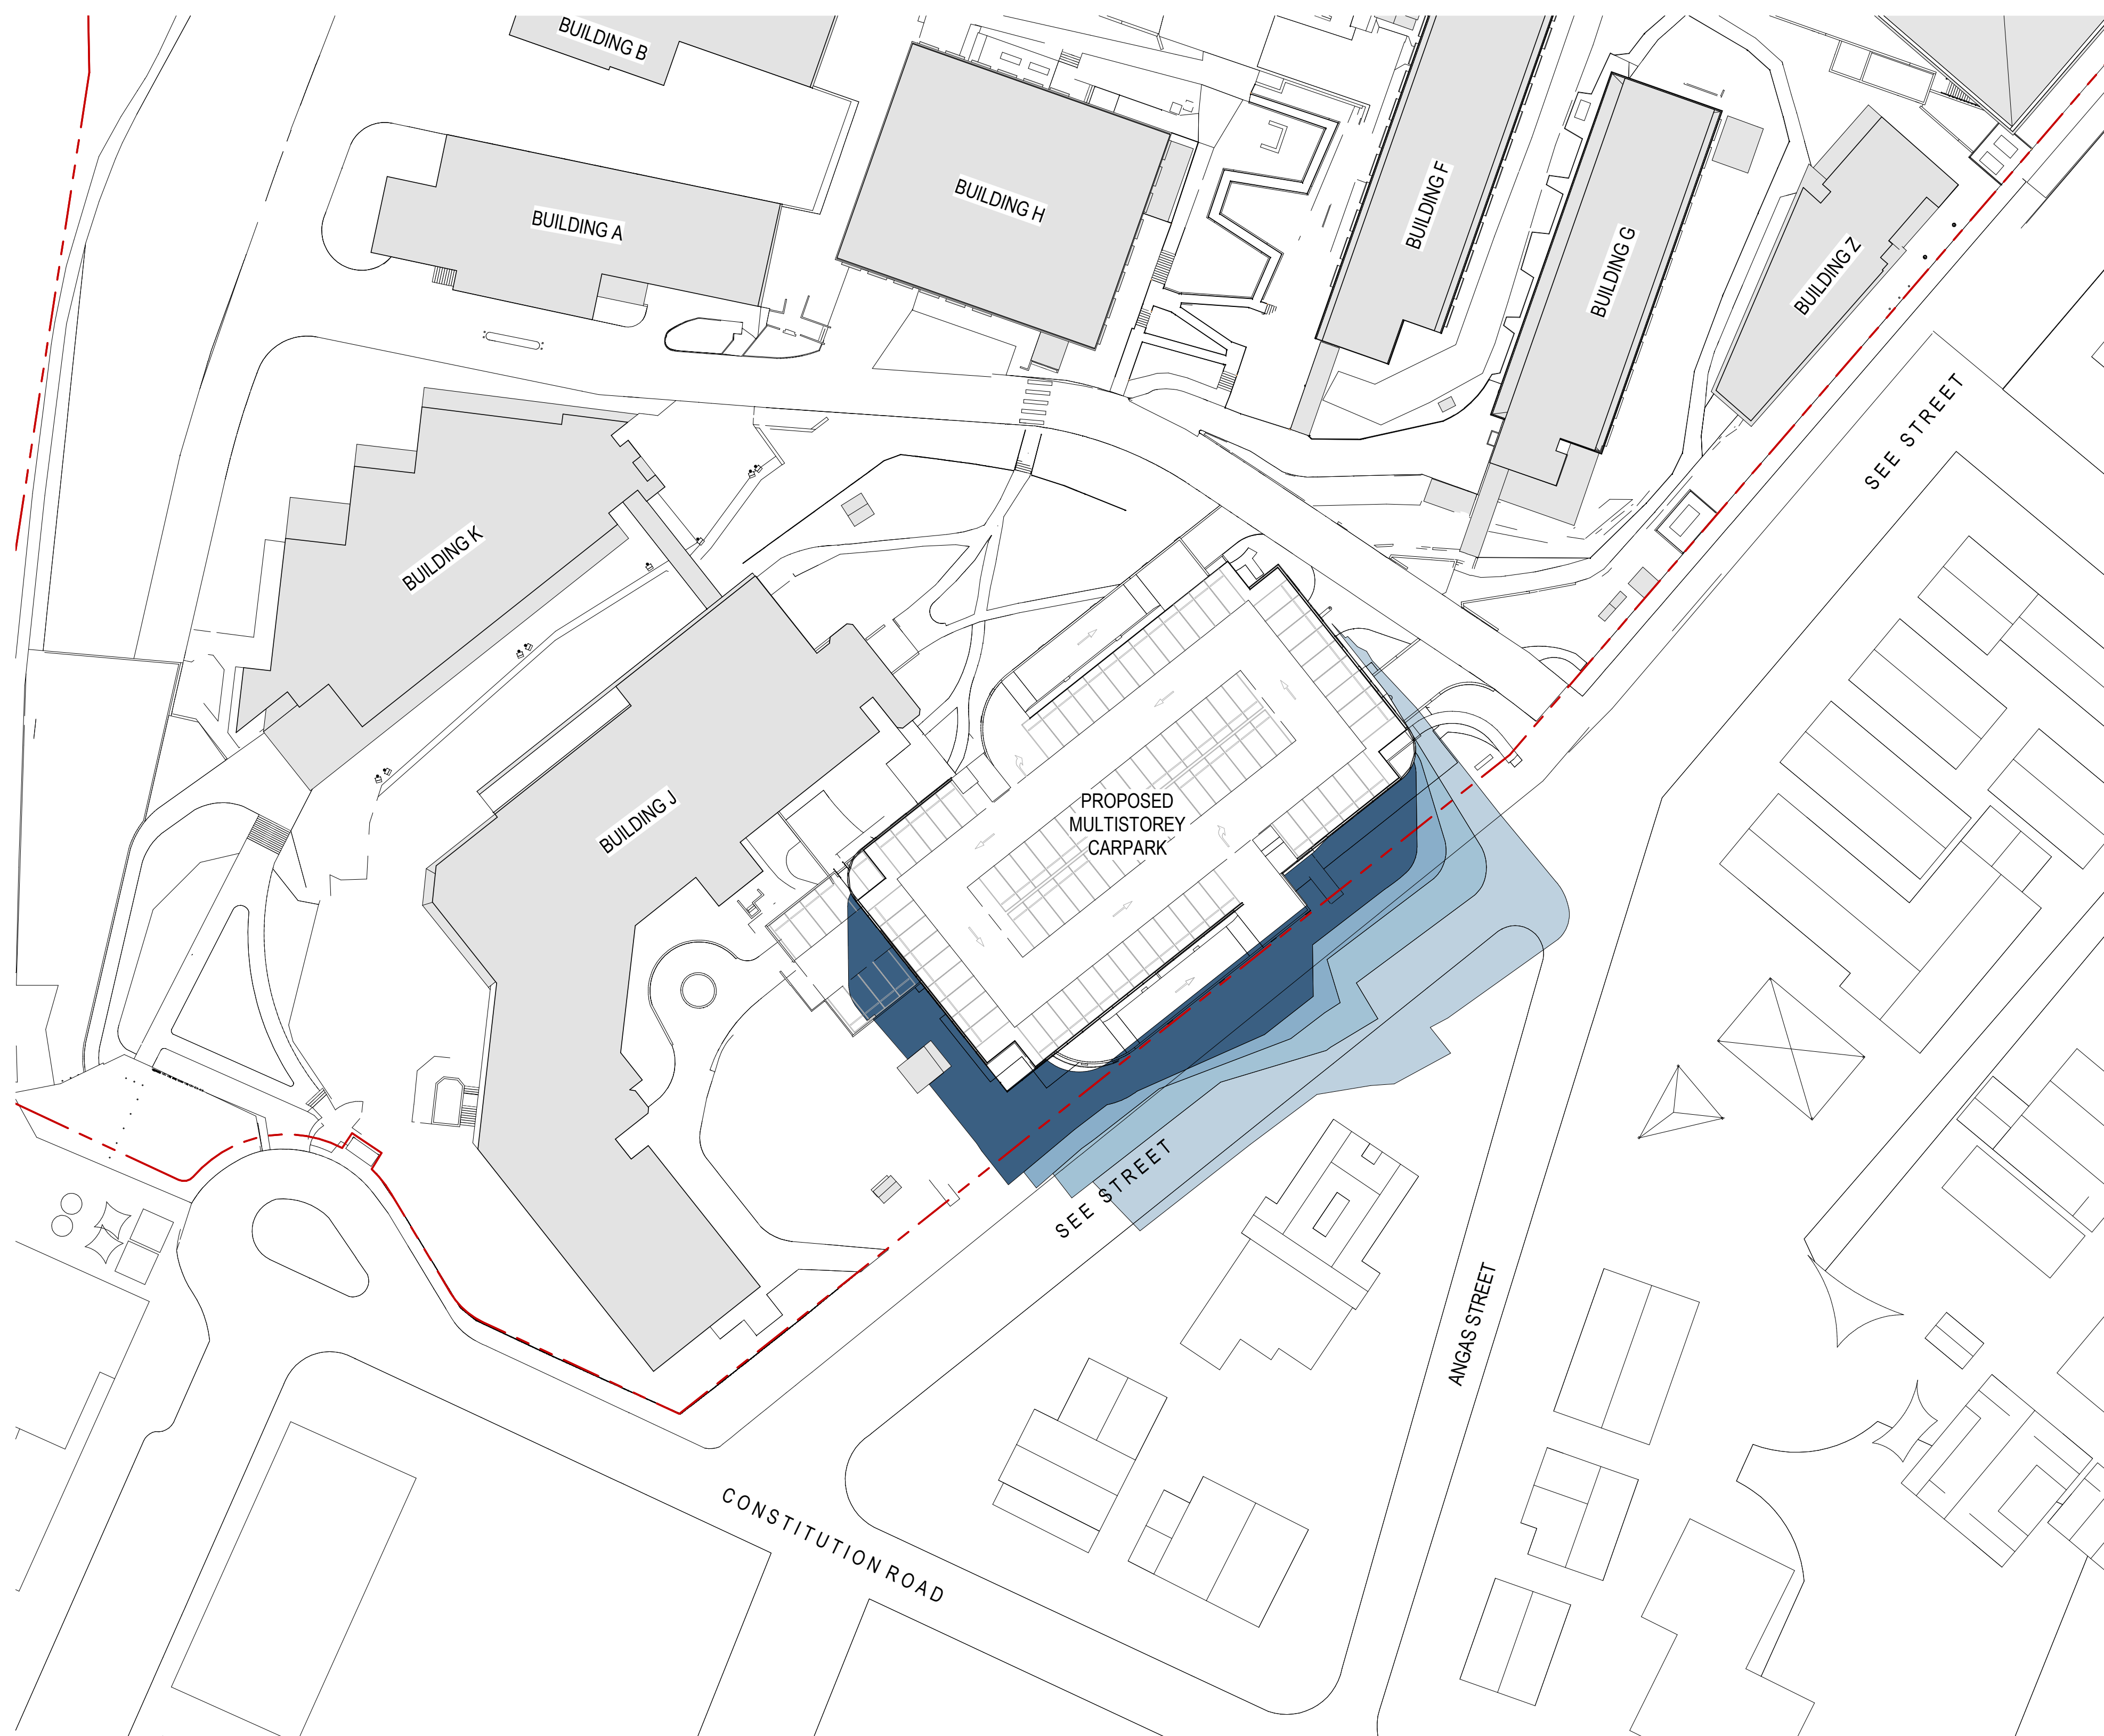 BUILDING B
BUILDING A
BUILDING H
BUILDING F
BUILDING G
BUILDING Z
SEE STREET
BUILDING K
BUILDING J
PROPOSED
MULTISTOREY
CARPARK
SEE STREET
ANGAS STREET
CONSTITUTION ROAD